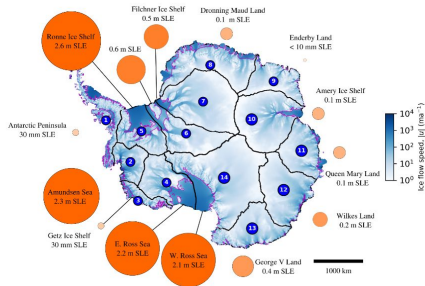 Filchner Ice Shelf
0.5 m SLE
Dronning Maud Land
0.1 m SLE
Ronne Ice Shelf
2.6 m SLE
0.6 m SLE
Enderby Land
< 10 mm SLE
8
9
Amery Ice Shelf
0.1 m SLE
7
10
1
Antarctic Peninsula
30 mm SLE
5
6
11
2
Queen Mary Land
0.1 m SLE
Amundsen Sea
2.3 m SLE
4
14
12
3
Getz Ice Shelf
30 mm SLE
E. Ross Sea
2.2 m SLE
W. Ross Sea
2.1 m SLE
13
Wilkes Land
0.2 m SLE
George V Land
0.4 m SLE
1000 km
10⁴
10³
10²
10¹
10⁰
Ice flow speed, |u| (ma⁻¹)